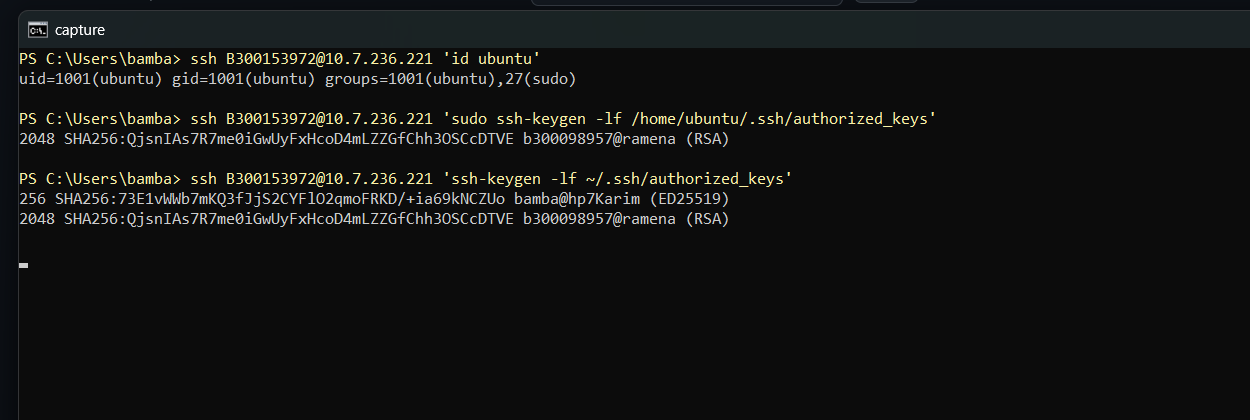 capture
PS C:\Users\bamba> ssh B300153972@10.7.236.221 'id ubuntu'
uid=1001(ubuntu) gid=1001(ubuntu) groups=1001(ubuntu),27(sudo)
PS C:\Users\bamba> ssh B300153972@10.7.236.221 'sudo ssh-keygen -lf /home/ubuntu/.ssh/authorized_keys'
2048 SHA256:QjsnIAs7R7me0iGwUyFxHcoD4mLZZGfChh3OSCcDTVE b300098957@ramena (RSA)
PS C:\Users\bamba> ssh B300153972@10.7.236.221 'ssh-keygen -lf ~/.ssh/authorized_keys'
256 SHA256:73E1vWWb7mKQ3fJjS2CYFlO2qmoFRKD/+ia69kNCZUo bamba@hp7Karim (ED25519)
2048 SHA256:QjsnIAs7R7me0iGwUyFxHcoD4mLZZGfChh3OSCcDTVE b300098957@ramena (RSA)